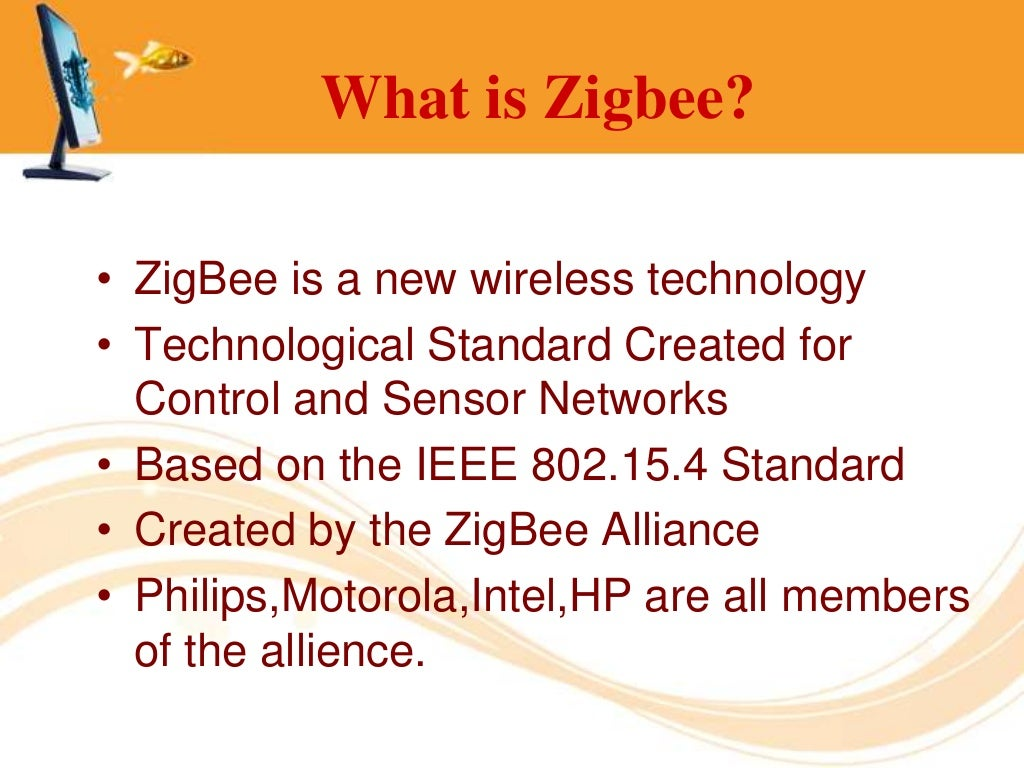 What is Zigbee?
• ZigBee is a new wireless technology
• Technological Standard Created for
Control and Sensor Networks
• Based on the IEEE 802.15.4 Standard
• Created by the ZigBee Alliance
• Philips,Motorola,Intel,HP are all members
of the allience.